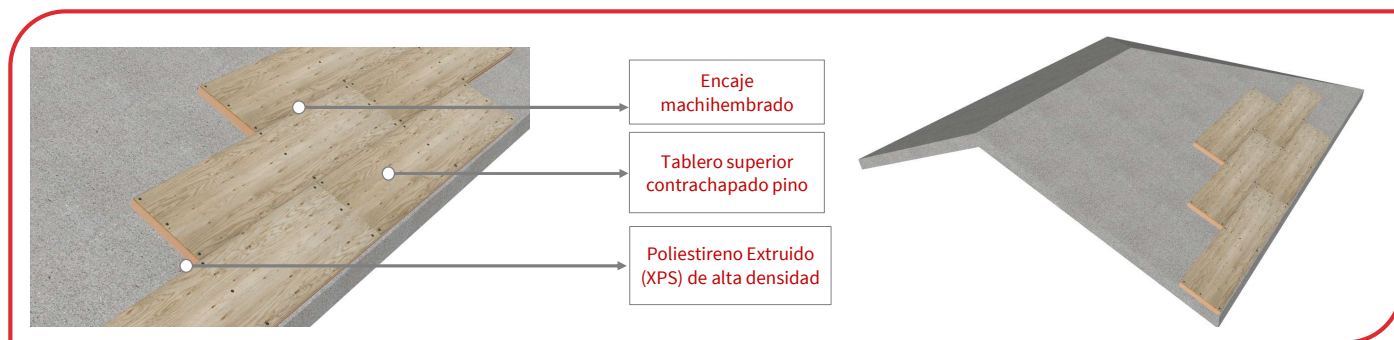 Encaje
machihembrado
Tablero superior
contrachapado pino
Poliestireno Extruido
(XPS) de alta densidad